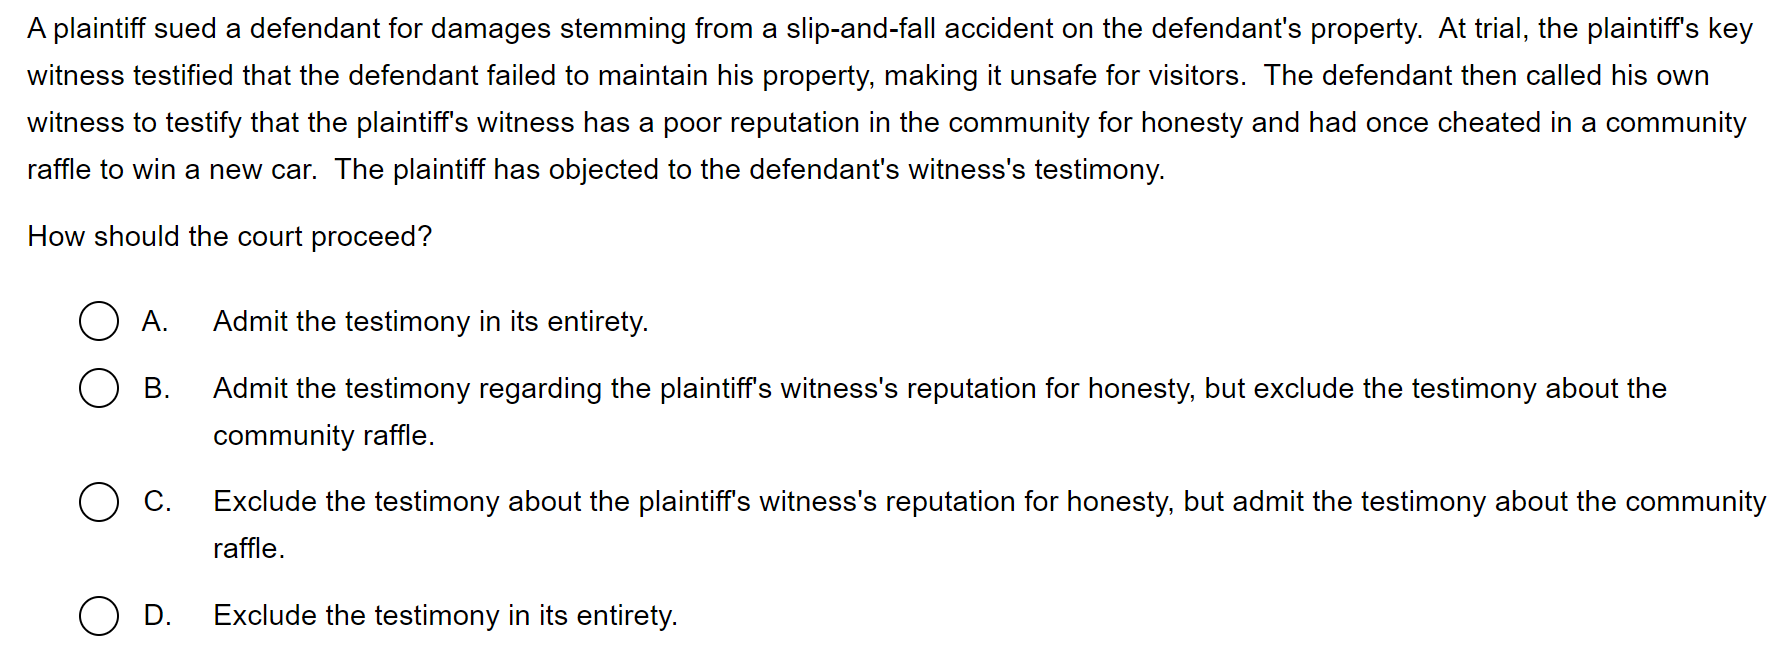 A plaintiff sued a defendant for damages stemming from a slip-and-fall accident on the defendant's property.  At trial, the plaintiff's key
witness testified that the defendant failed to maintain his property, making it unsafe for visitors.  The defendant then called his own
witness to testify that the plaintiff's witness has a poor reputation in the community for honesty and had once cheated in a community
raffle to win a new car.  The plaintiff has objected to the defendant's witness's testimony.
How should the court proceed?
A. Admit the testimony in its entirety.
B. Admit the testimony regarding the plaintiff's witness's reputation for honesty, but exclude the testimony about the
community raffle.
C. Exclude the testimony about the plaintiff's witness's reputation for honesty, but admit the testimony about the community
raffle.
D. Exclude the testimony in its entirety.